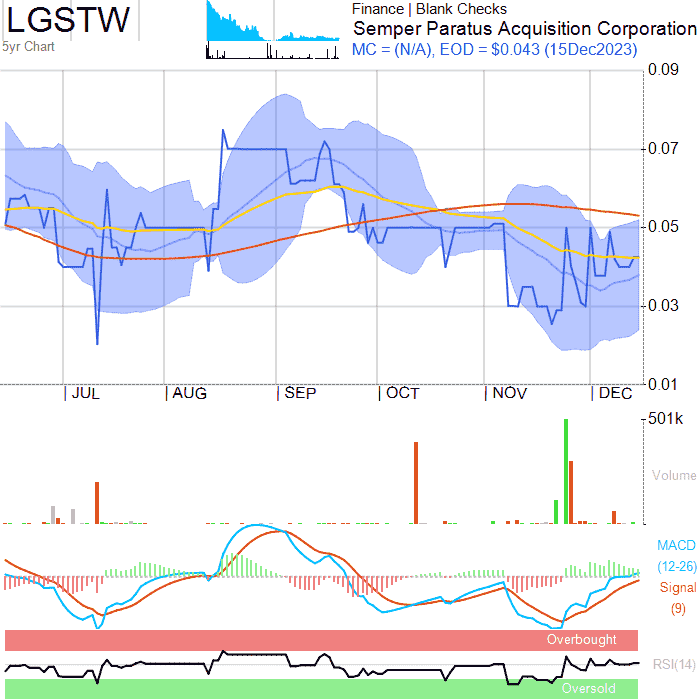 LGSTW
5yr Chart
Finance | Blank Checks
Semper Paratus Acquisition Corporation
MC = (N/A), EOD = $0.043 (15Dec2023)
0.09
0.07
0.05
0.03
0.01
JUL AUG SEP OCT NOV DEC
501k
Volume
MACD
(12-26)
Signal
(9)
Overbought
RSI(14)
Oversold